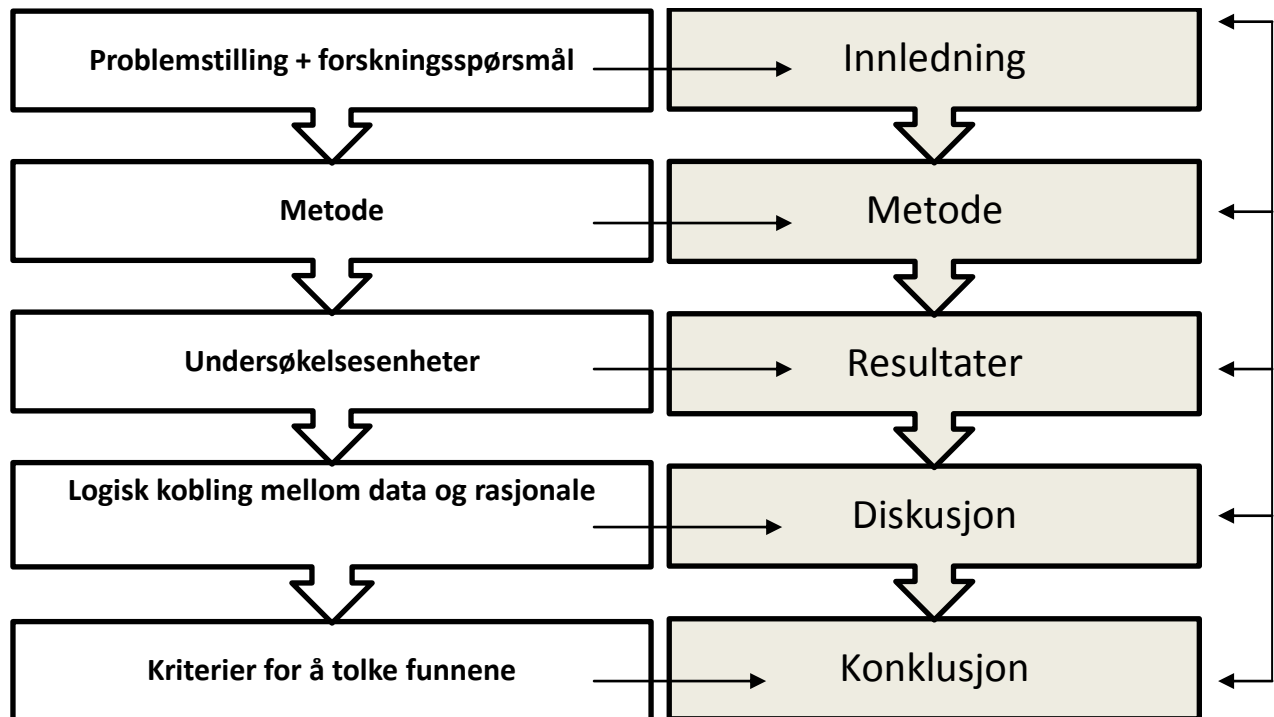 Problemstilling + forskningsspørsmål
Innledning
Metode
Metode
Undersøkelsesenheter
Resultater
Logisk kobling mellom data og rasjonale
Diskusjon
Kriterier for å tolke funnene
Konklusjon